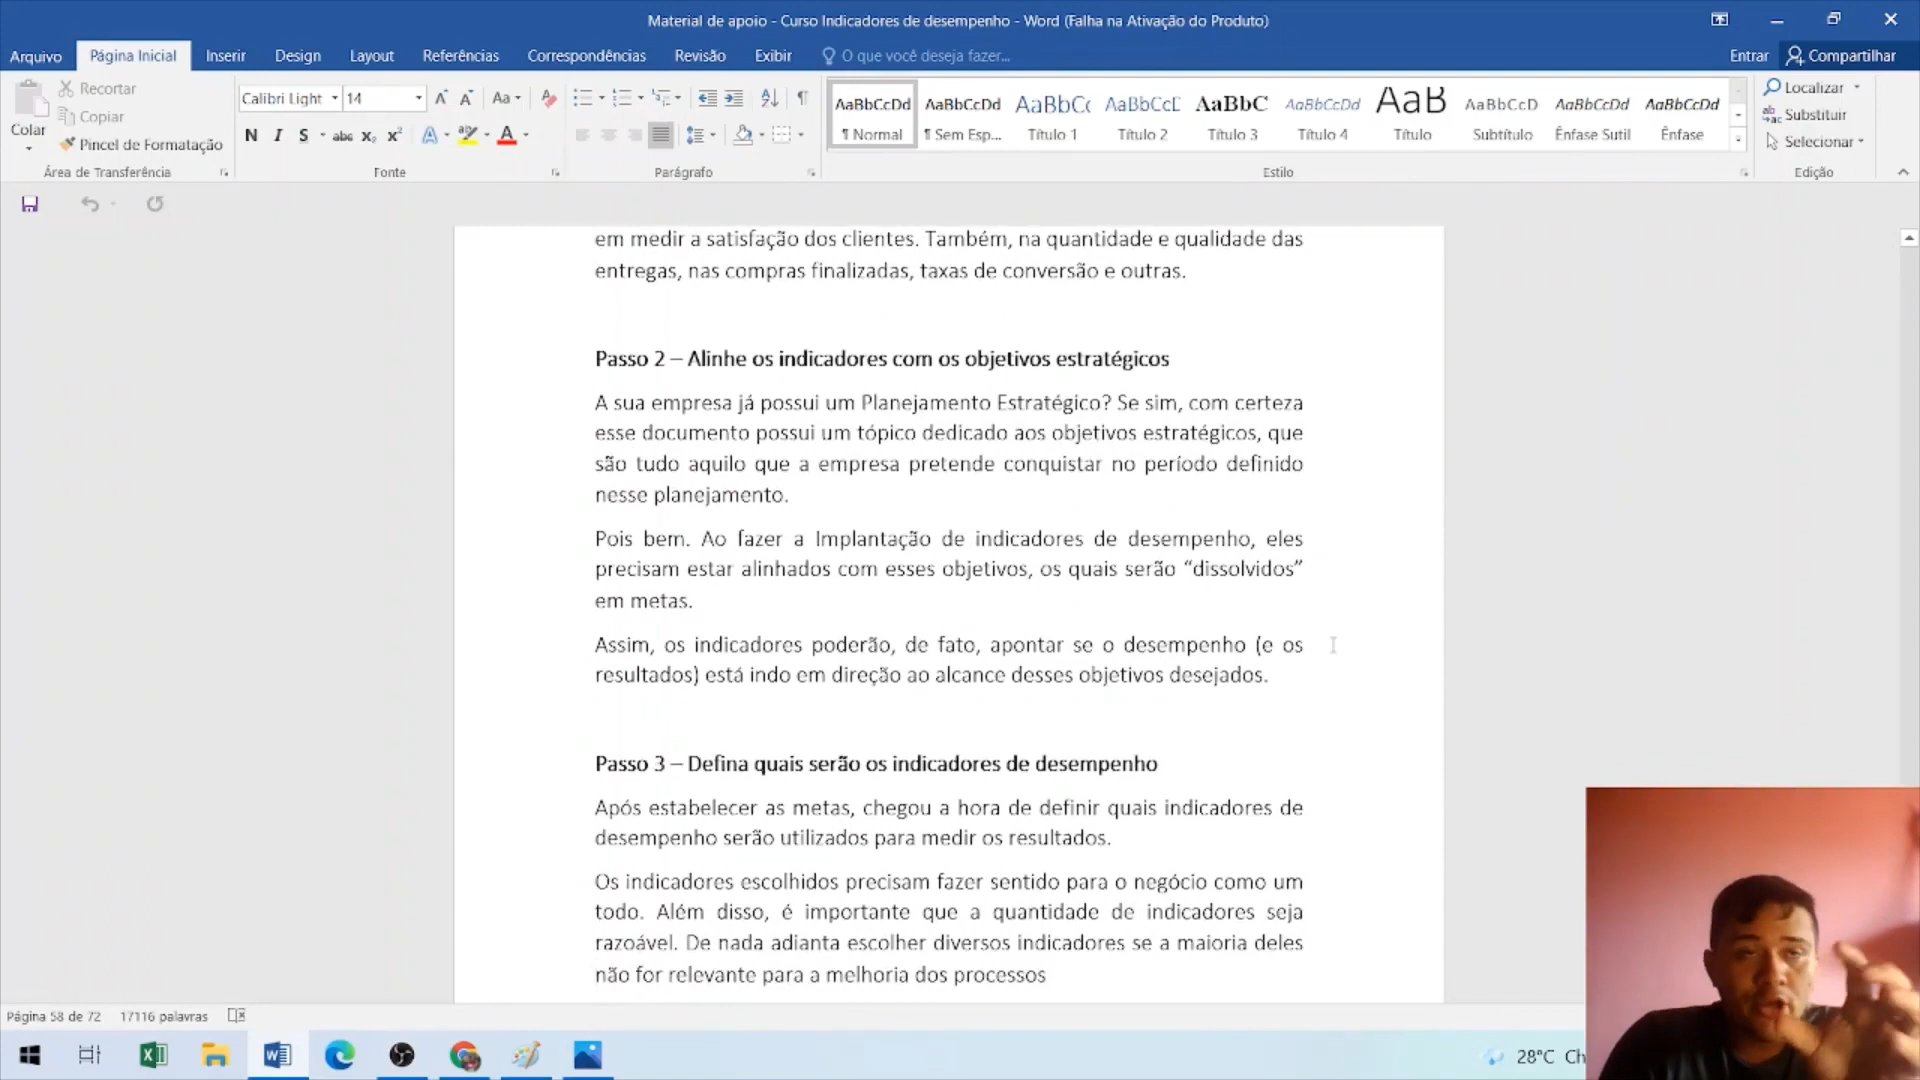 Material de apoio - Curso Indicadores de desempenho - Word (Falha na Ativação do Produto)
Arquivo Página Inicial Inserir Design Layout Referências Correspondências Revisão Exibir O que você deseja fazer... Entrar Compartilhar
Colar
Recortar
Copiar
Pincel de Formatação
Área de Transferência
Calibri Light 14
Aa
N I S abc x₂ x²
Fonte
Parágrafo
AaBbCcDd AaBbCcDd AaBbCc AaBbCcC AaBbC AaBbCcDd AaB AaBbCcD AaBbCcDd AaBbCcDd
¶ Normal ¶ Sem Esp... Título 1 Título 2 Título 3 Título 4 Título Subtítulo Ênfase Sutil Ênfase
Estilo
Localizar
Substituir
Selecionar
Edição
em medir a satisfação dos clientes. Também, na quantidade e qualidade das
entregas, nas compras finalizadas, taxas de conversão e outras.
Passo 2 – Alinhe os indicadores com os objetivos estratégicos
A sua empresa já possui um Planejamento Estratégico? Se sim, com certeza
esse documento possui um tópico dedicado aos objetivos estratégicos, que
são tudo aquilo que a empresa pretende conquistar no período definido
nesse planejamento.
Pois bem. Ao fazer a Implantação de indicadores de desempenho, eles
precisam estar alinhados com esses objetivos, os quais serão “dissolvidos”
em metas.
Assim, os indicadores poderão, de fato, apontar se o desempenho (e os
resultados) está indo em direção ao alcance desses objetivos desejados.
Passo 3 – Defina quais serão os indicadores de desempenho
Após estabelecer as metas, chegou a hora de definir quais indicadores de
desempenho serão utilizados para medir os resultados.
Os indicadores escolhidos precisam fazer sentido para o negócio como um
todo. Além disso, é importante que a quantidade de indicadores seja
razoável. De nada adianta escolher diversos indicadores se a maioria deles
não for relevante para a melhoria dos processos
Página 58 de 72 17116 palavras
28°C Ch